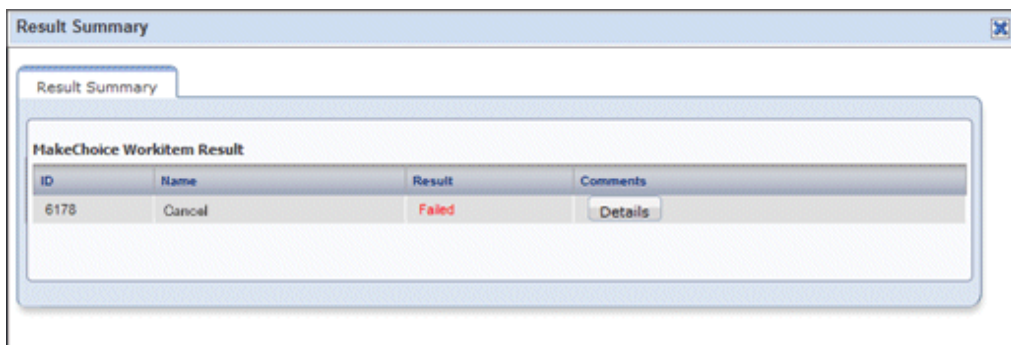 Result Summary
Result Summary
MakeChoice Workitem Result
ID Name Result Comments
6178 Cancel Failed Details